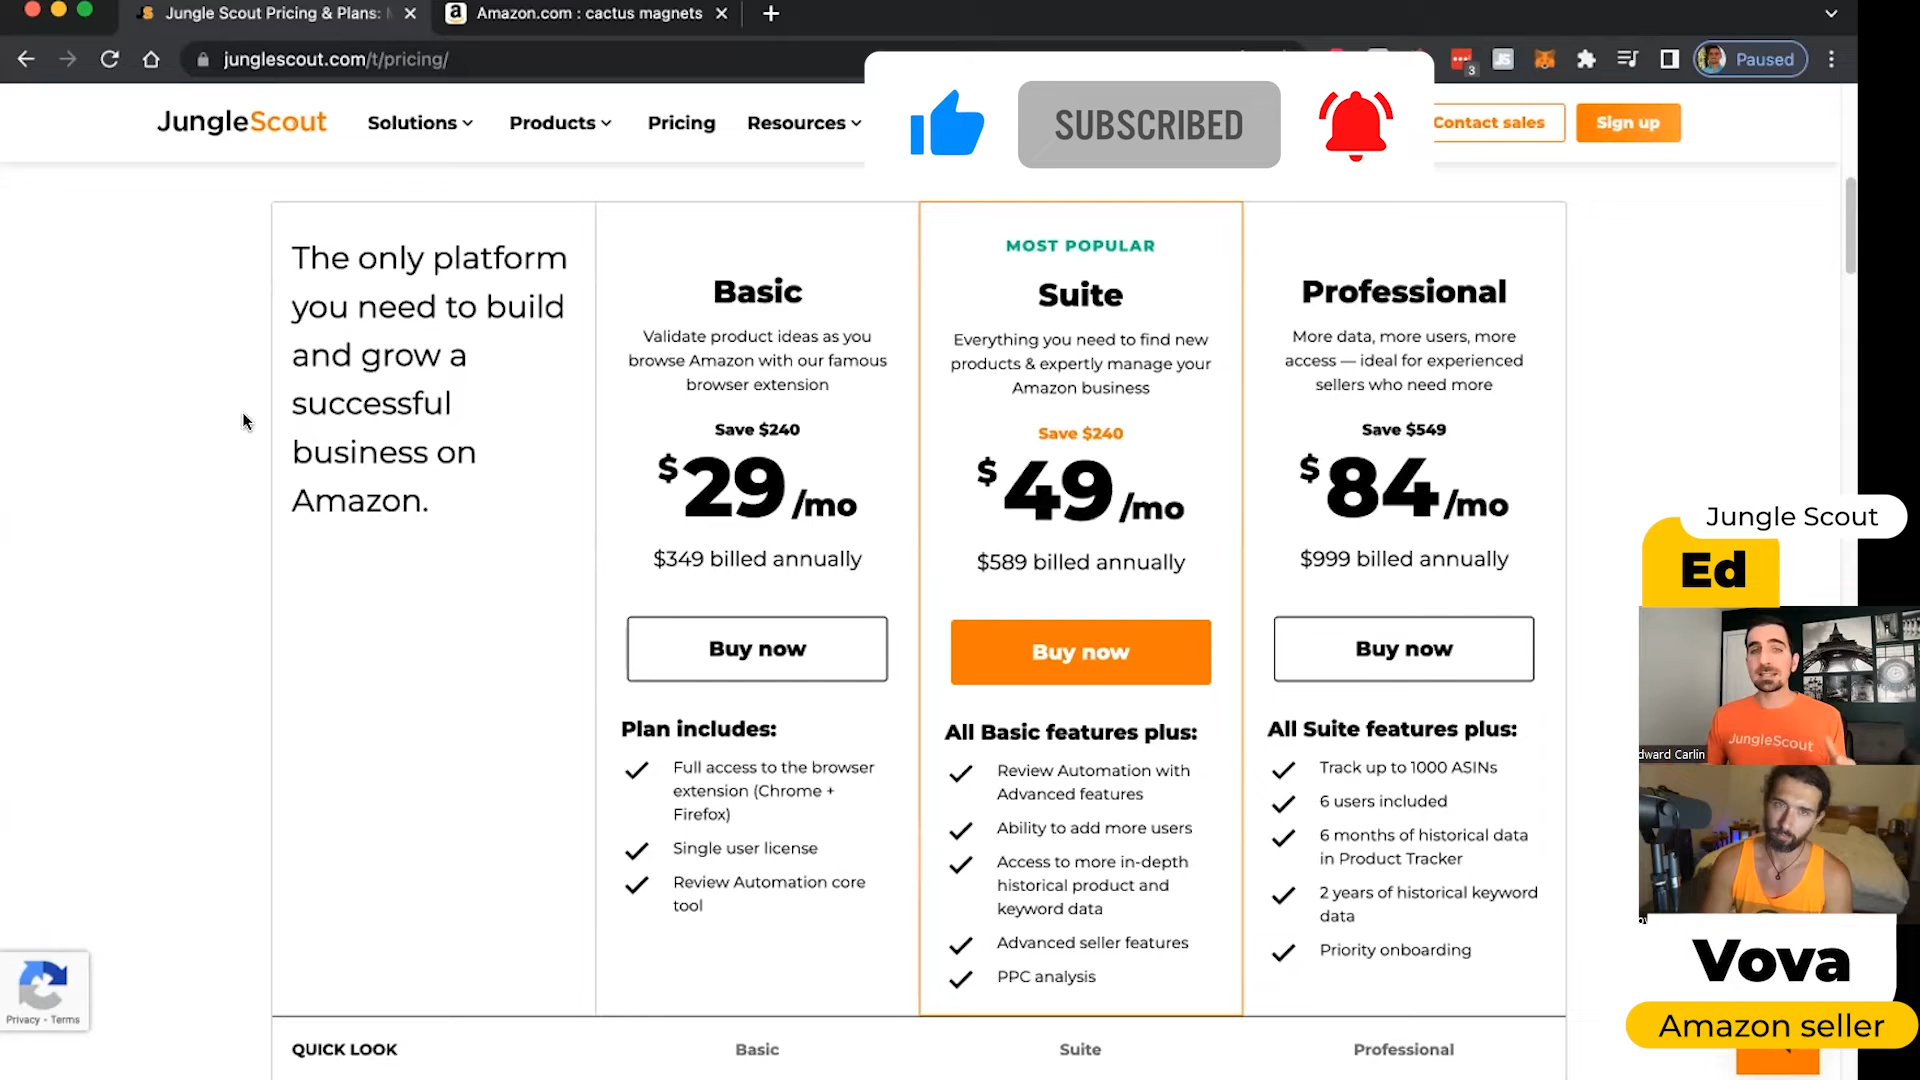 Jungle Scout Pricing & Plans:
Amazon.com : cactus magnets
junglescout.com/t/pricing/
3
JS
Paused
JungleScout
Solutions
Products
Pricing
Resources
SUBSCRIBED
Contact sales
Sign up
The only platform
you need to build
and grow a
successful
business on
Amazon.
Basic
Validate product ideas as you
browse Amazon with our famous
browser extension
Save $240
$29/mo
$349 billed annually
Buy now
Plan includes:
Full access to the browser
extension (Chrome +
Firefox)
Single user license
Review Automation core
tool
MOST POPULAR
Suite
Everything you need to find new
products & expertly manage your
Amazon business
Save $240
$49/mo
$589 billed annually
Buy now
All Basic features plus:
Review Automation with
Advanced features
Ability to add more users
Access to more in-depth
historical product and
keyword data
Advanced seller features
PPC analysis
Professional
More data, more users, more
access — ideal for experienced
sellers who need more
Save $549
$84/mo
$999 billed annually
Buy now
All Suite features plus:
Track up to 1000 ASINs
6 users included
6 months of historical data
in Product Tracker
2 years of historical keyword
data
Priority onboarding
QUICK LOOK
Basic
Suite
Professional
Privacy - Terms
Jungle Scout
Ed
JungleScout
dward Carlin
Vova
Amazon seller